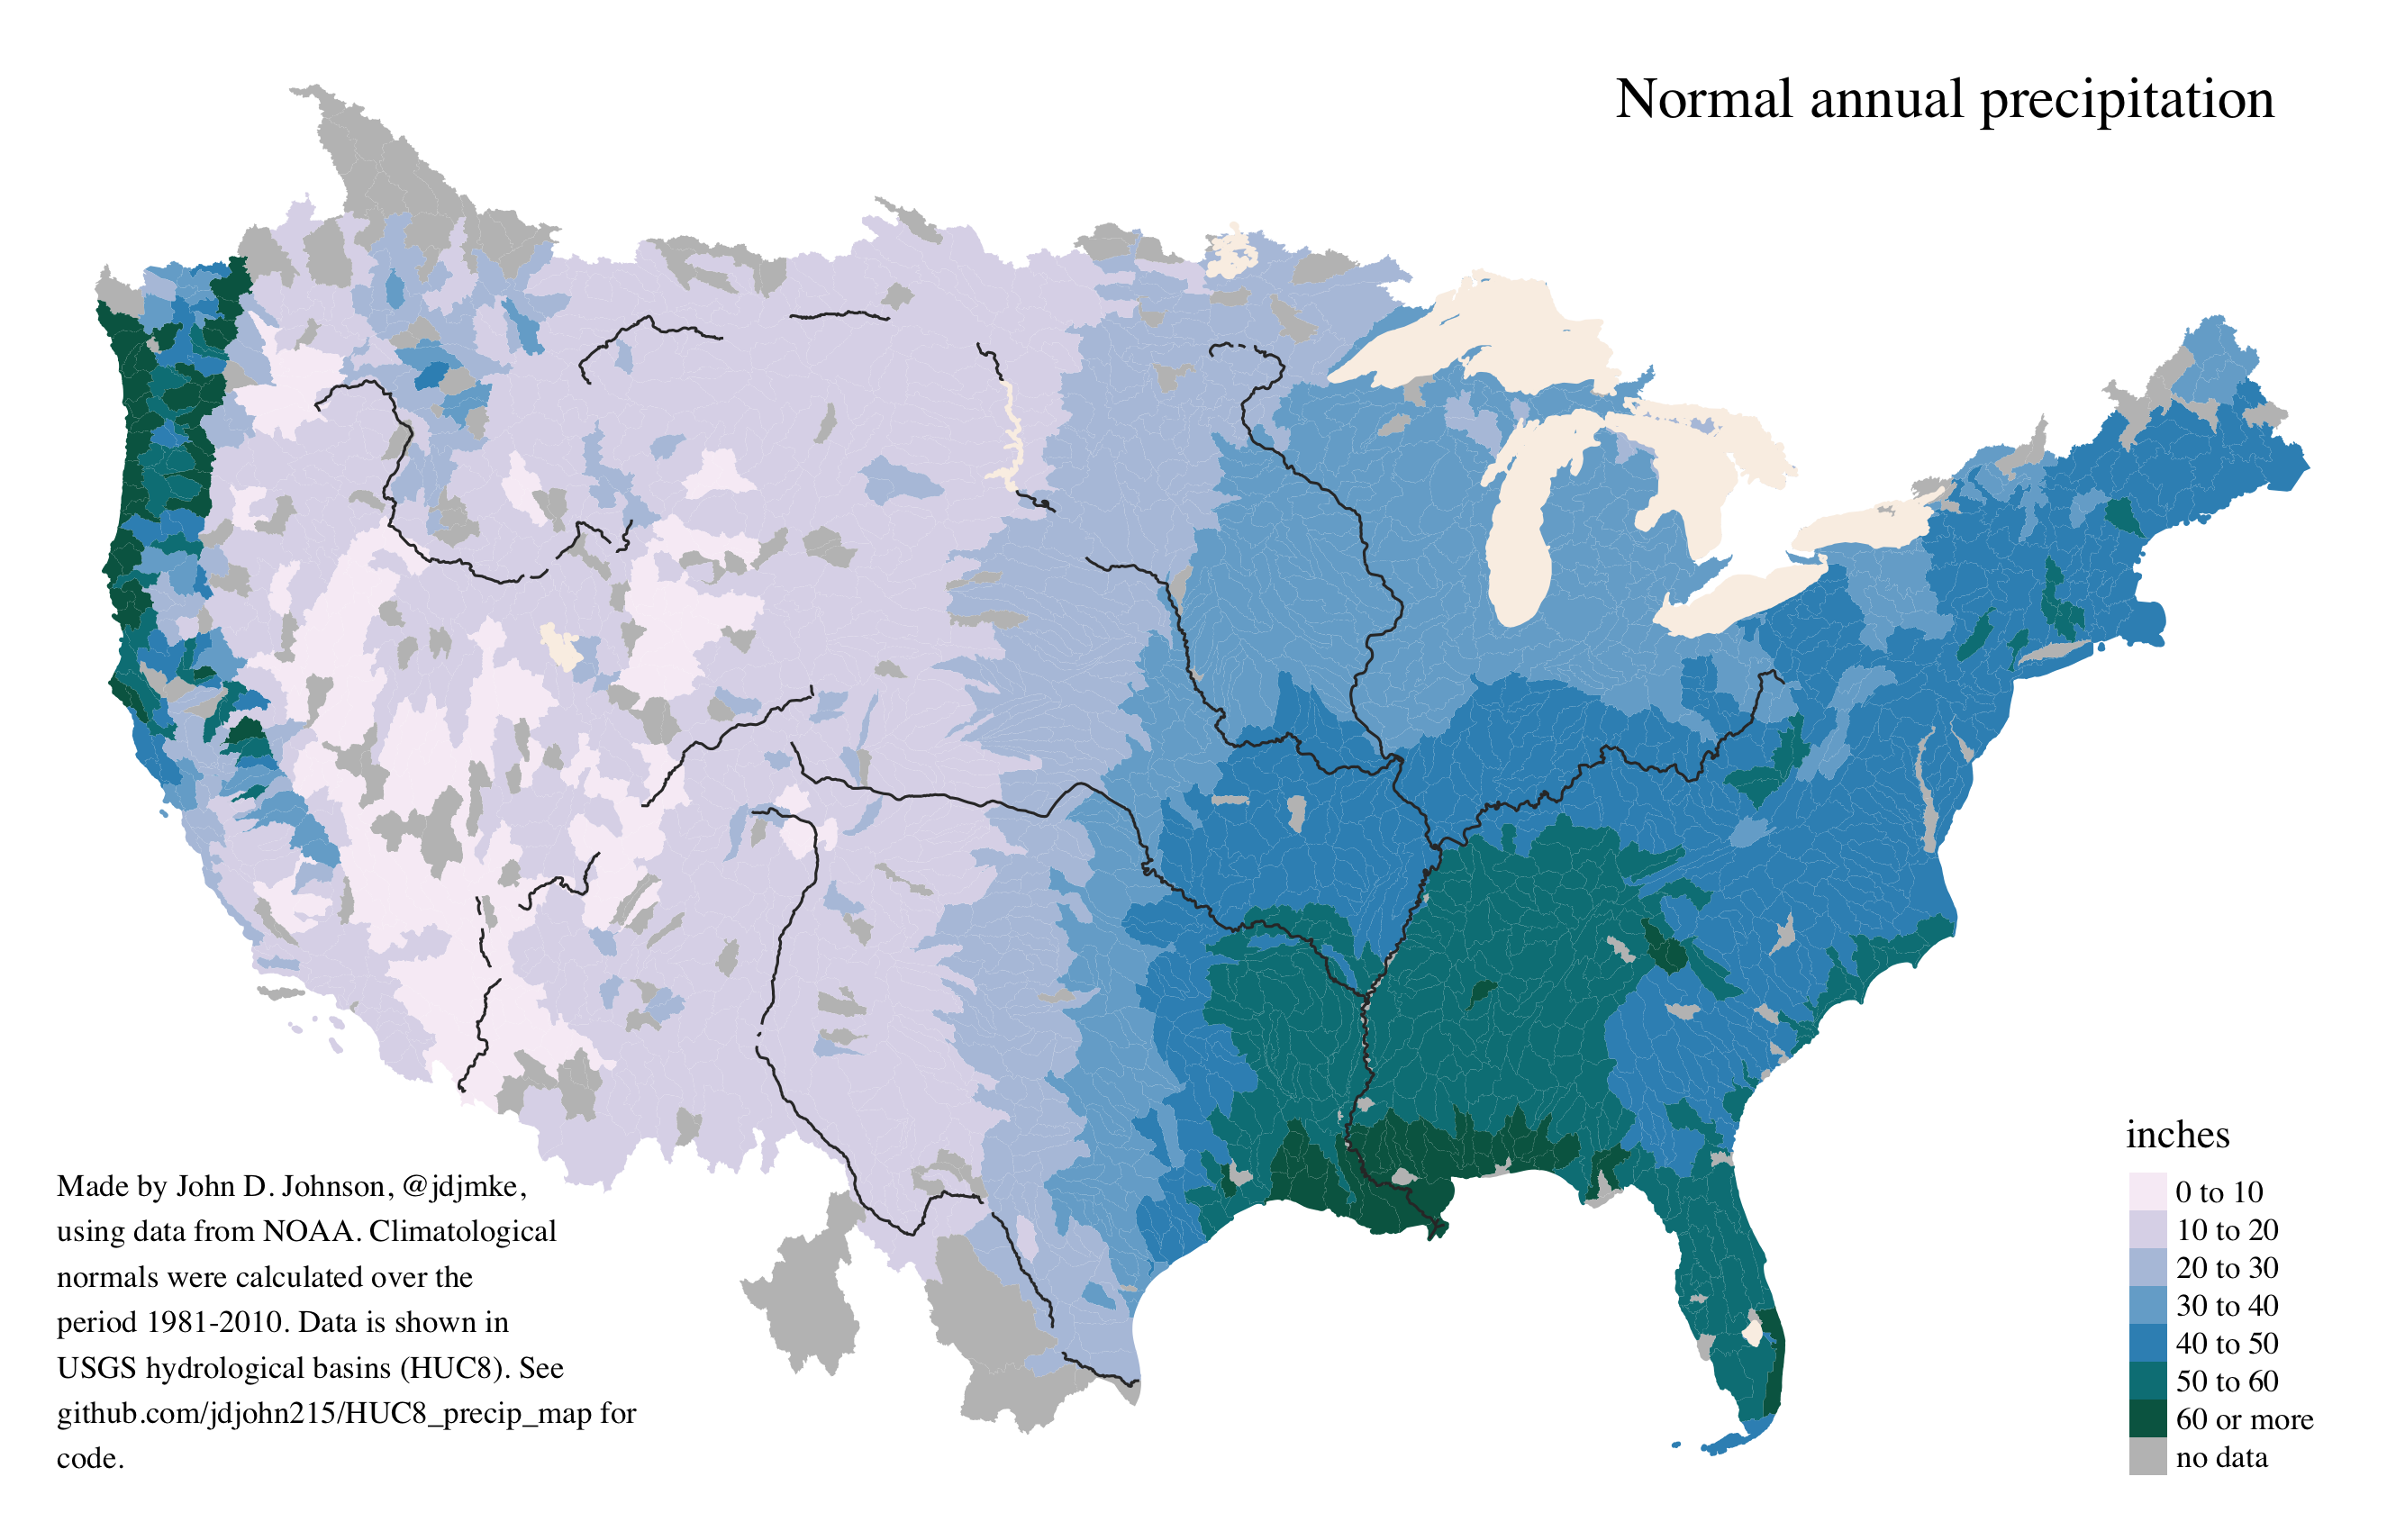 Normal annual precipitation
Made by John D. Johnson, @jdjmke,
using data from NOAA. Climatological
normals were calculated over the
period 1981-2010. Data is shown in
USGS hydrological basins (HUC8). See
github.com/jdjohn215/HUC8_precip_map for
code.
inches
0 to 10
10 to 20
20 to 30
30 to 40
40 to 50
50 to 60
60 or more
no data